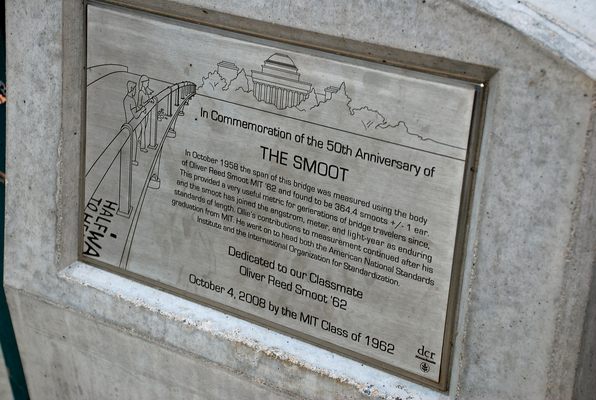 In Commemoration of the 50th Anniversary of
THE SMOOT
In October 1958 the span of this bridge was measured using the body
of Oliver Reed Smoot MIT '62 and found to be 364.4 smoots +/- 1 ear.
This provided a very useful metric for generations of bridge travelers since,
and the smoot has joined the angstrom, meter, and light-year as enduring
standards of length. Ollie's contributions to measurement continued after his
graduation from MIT. He went on to head both the American National Standards
Institute and the International Organization for Standardization.
Dedicated to our Classmate
Oliver Reed Smoot '62
October 4, 2008 by the MIT Class of 1962
HALFWA
TO H
dcr